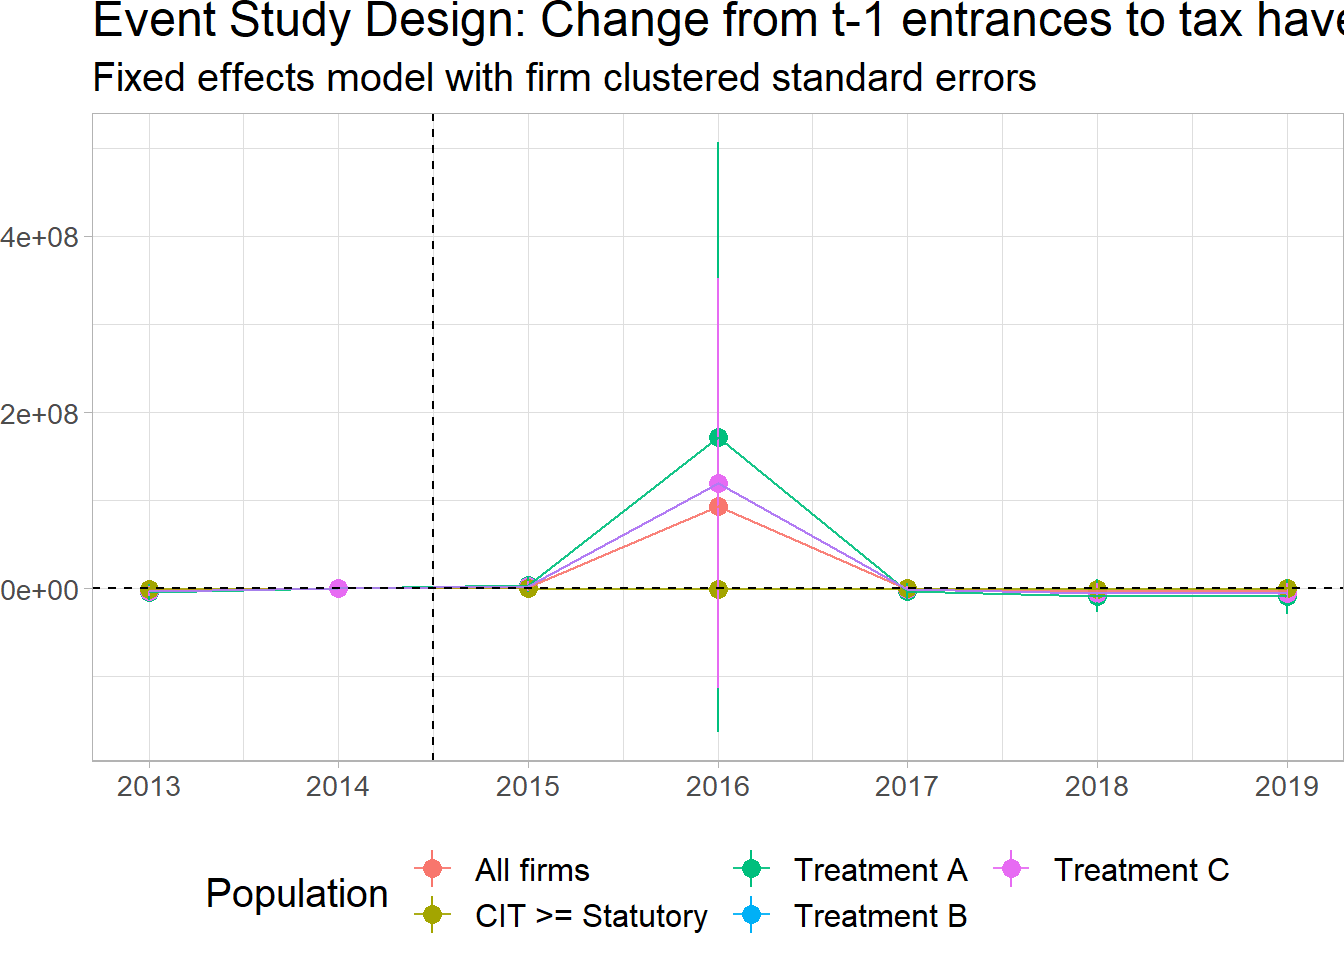 Event Study Design: Change from t-1 entrances to tax have
Fixed effects model with firm clustered standard errors
4e+08
2e+08
0e+00
2013 2014 2015 2016 2017 2018 2019
Population
All firms Treatment A Treatment C
CIT >= Statutory Treatment B